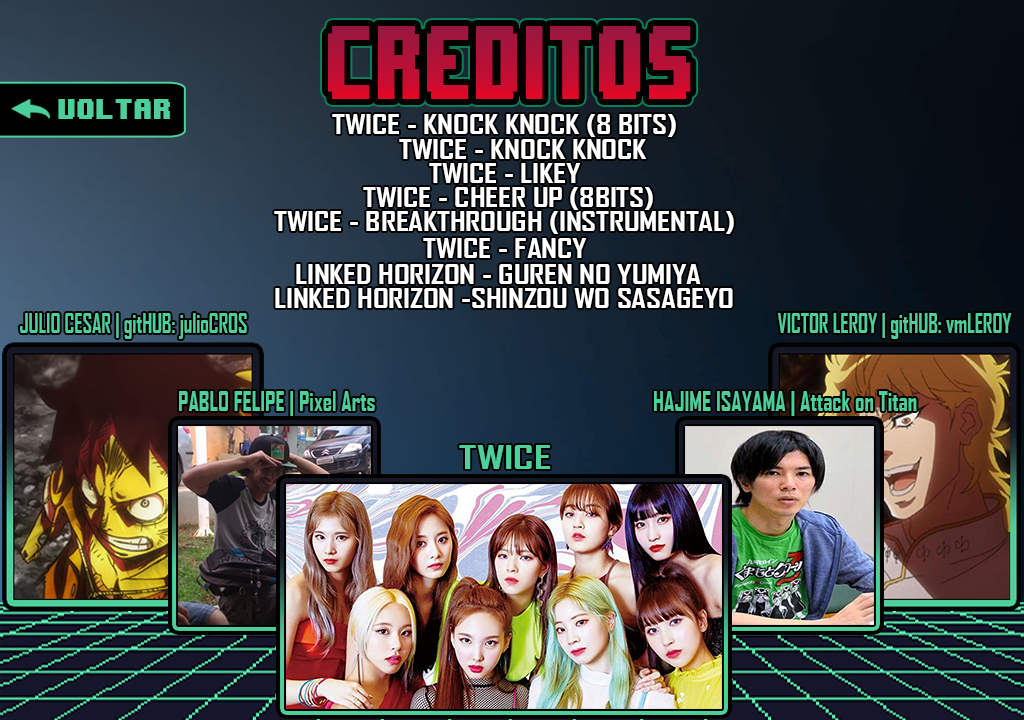 CREDITOS
VOLTAR
TWICE - KNOCK KNOCK (8 BITS)
TWICE - KNOCK KNOCK
TWICE - LIKEY
TWICE - CHEER UP (8BITS)
TWICE - BREAKTHROUGH (INSTRUMENTAL)
TWICE - FANCY
LINKED HORIZON - GUREN NO YUMIYA
LINKED HORIZON -SHINZOU WO SASAGEYO
JULIO CESAR | gitHUB: julioCROS
VICTOR LEROY | gitHUB: vmLEROY
PABLO FELIPE | Pixel Arts
HAJIME ISAYAMA | Attack on Titan
TWICE